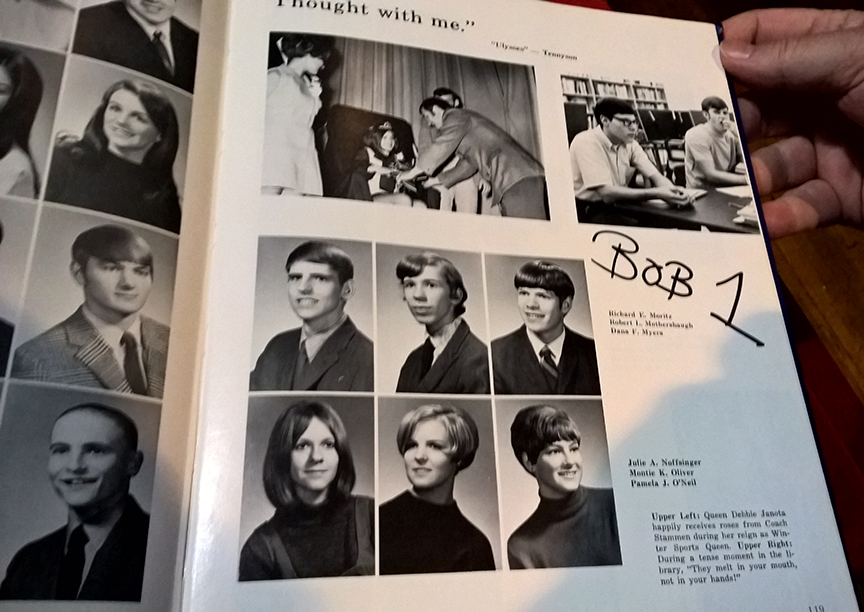 Thought with me."
"Ulysses" — Tennyson
BOB 1
Richard E. Moritz
Robert L. Mothersbaugh
Dana F. Myers
Julie A. Noffsinger
Montie K. Oliver
Pamela J. O'Neil
Upper Left: Queen Debbie Janota
happily receives roses from Coach
Stammen during her reign as Win-
ter Sports Queen. Upper Right:
During a tense moment in the li-
brary, "They melt in your mouth,
not in your hands!"
119